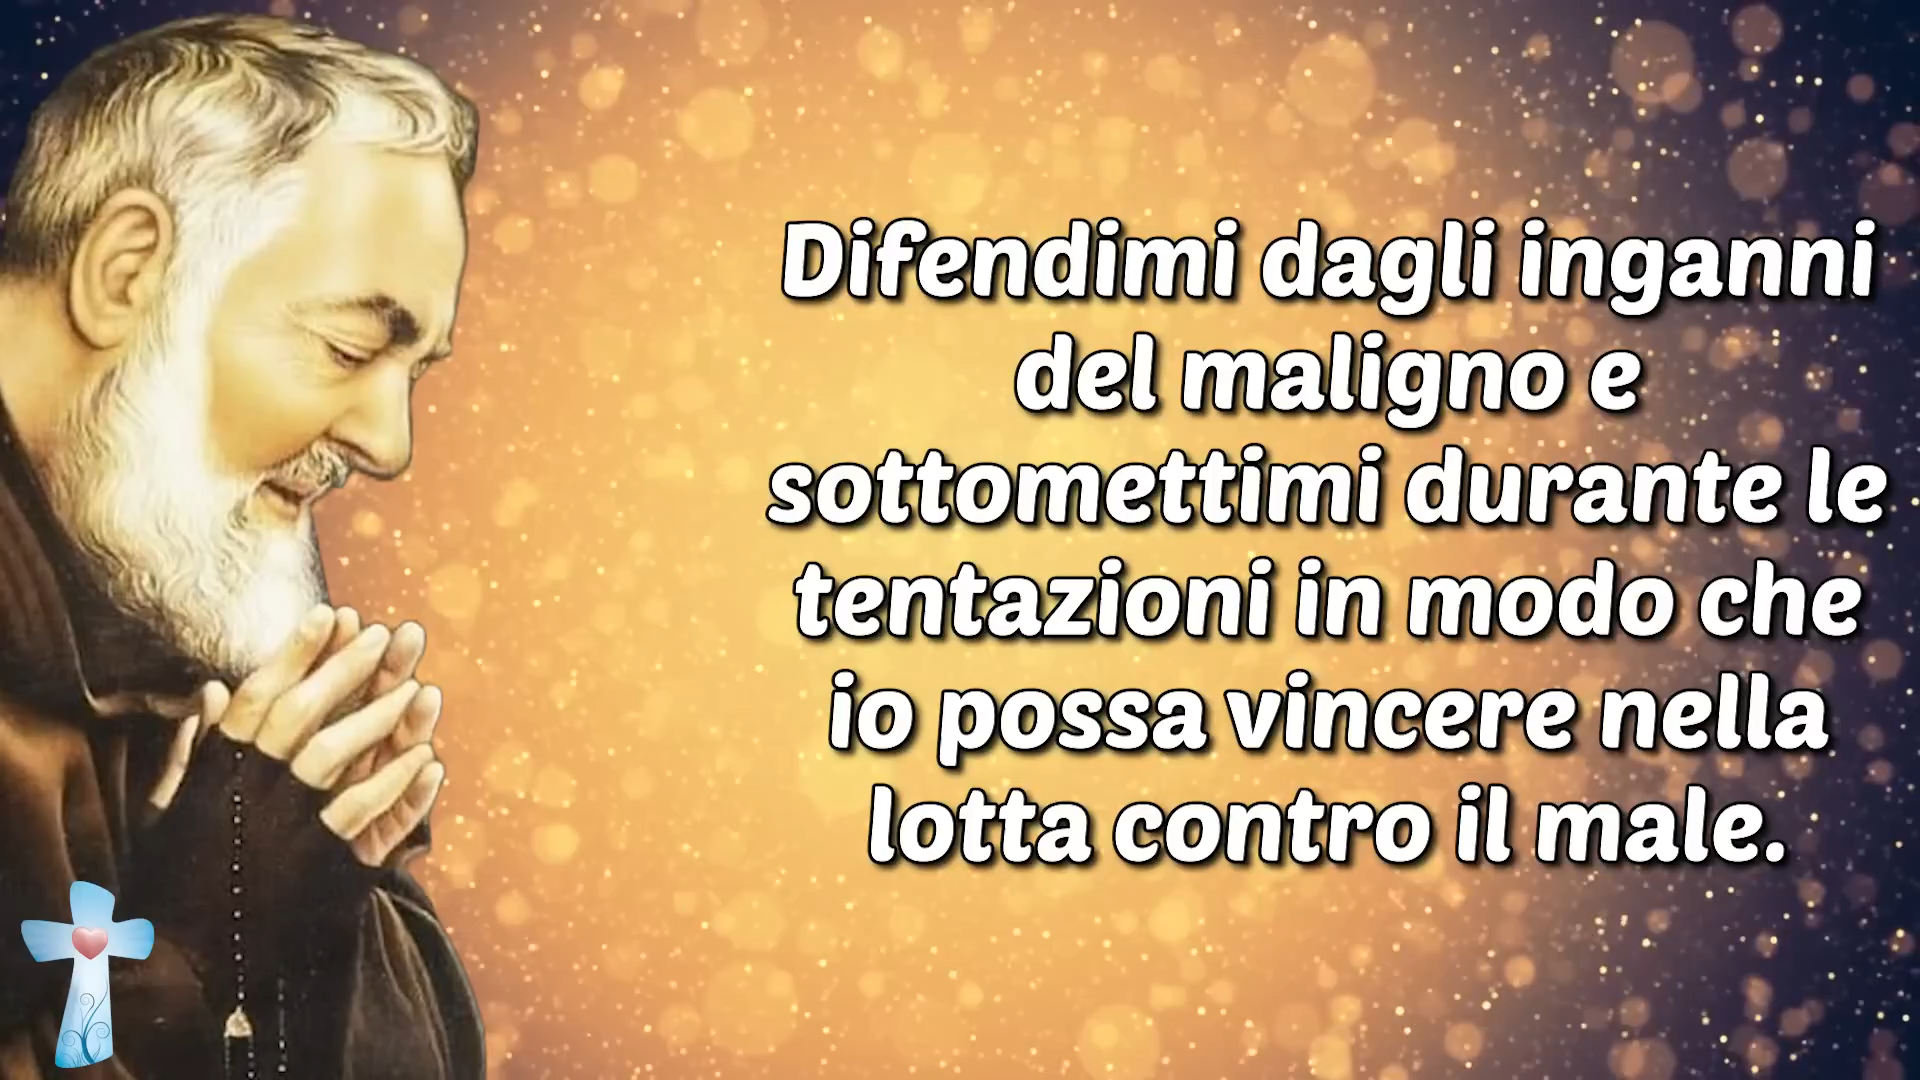 Difendimi dagli inganni
del maligno e
sottomettimi durante le
tentazioni in modo che
io possa vincere nella
lotta contro il male.